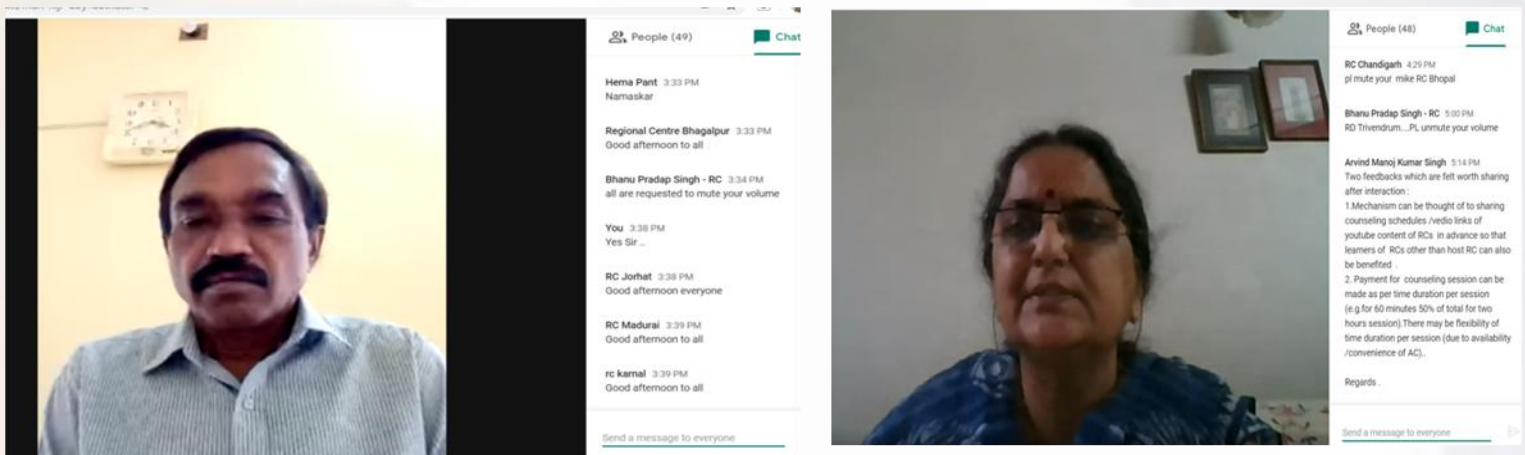 People (49)
Chat
Hema Pant 3:33 PM
Namaskar
Regional Centre Bhagalpur 3:33 PM
Good afternoon to all
Bhanu Pradap Singh - RC 3:34 PM
all are requested to mute your volume
You 3:38 PM
Yes Sir ..
RC Jorhat 3:38 PM
Good afternoon everyone
RC Madurai 3:39 PM
Good afternoon to all
rc karnal 3:39 PM
Good afternoon to all
Send a message to everyone
People (48)
Chat
RC Chandigarh 4:29 PM
pl mute your mike RC Bhopal
Bhanu Pradap Singh - RC 5:00 PM
RD Trivendrum....PL unmute your volume
Arvind Manoj Kumar Singh 5:14 PM
Two feedbacks which are felt worth sharing
after interaction :
1.Mechanism can be thought of to sharing
counseling schedules /vedio links of
youtube content of RCs in advance so that
learners of RCs other than host RC can also
be benefited .
2. Payment for counseling session can be
made as per time duration per session
(e.g.for 60 minutes 50% of total for two
hours session).There may be flexibility of
time duration per session (due to availability
/convenience of AC)..
Regards .
Send a message to everyone